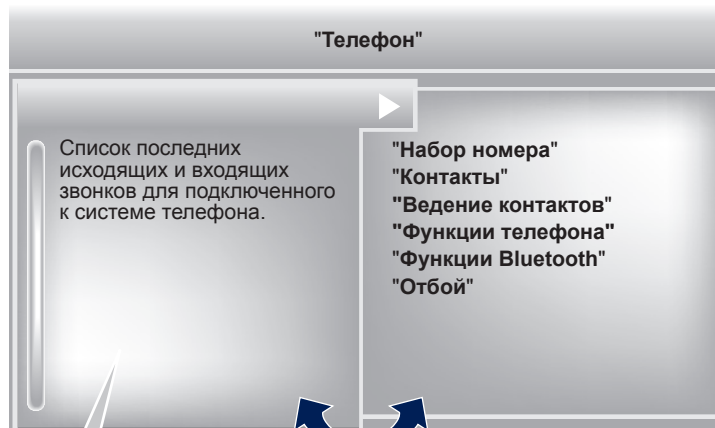 "Телефон"
Список последних
исходящих и входящих
звонков для подключенного
к системе телефона.
"Набор номера"
"Контакты"
"Ведение контактов"
"Функции телефона"
"Функции Bluetooth"
"Отбой"